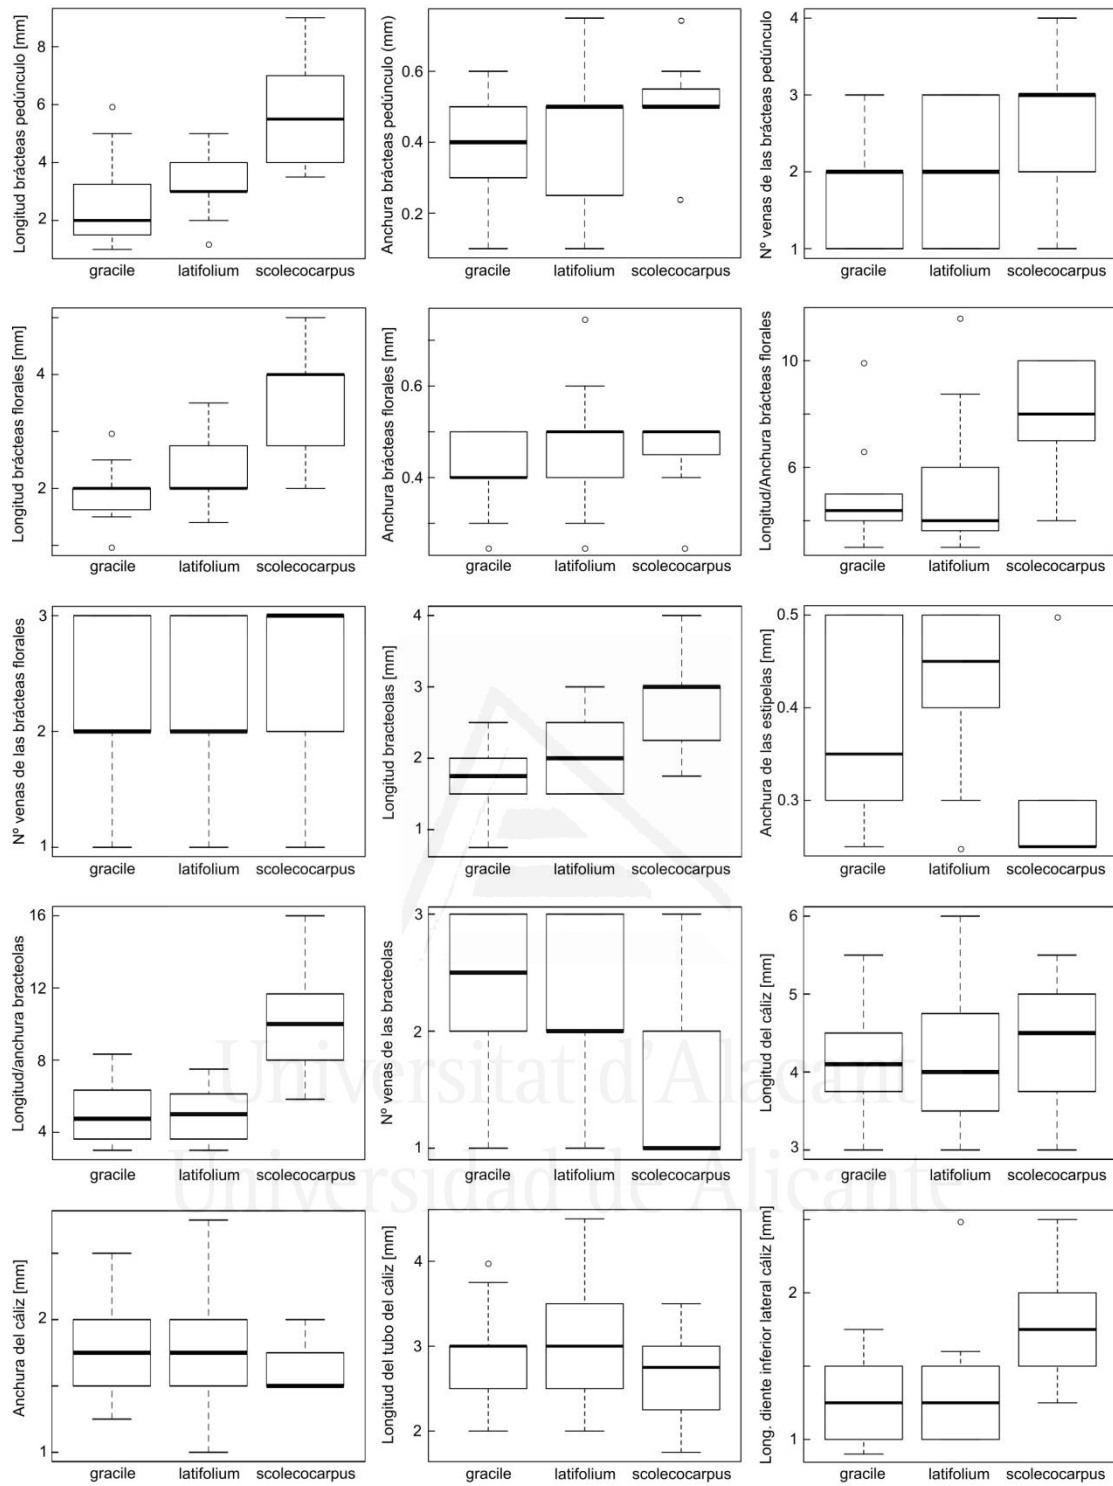 Longitud brácteas pedúnculo [mm]
8
6
4
2
gracile latifolium scolecocarpus
Anchura brácteas pedúnculo (mm)
0.6
0.4
0.2
gracile latifolium scolecocarpus
Nº venas de las brácteas pedúnculo
4
3
2
1
gracile latifolium scolecocarpus
Longitud brácteas florales [mm]
4
2
gracile latifolium scolecocarpus
Anchura brácteas florales [mm]
0.6
0.4
gracile latifolium scolecocarpus
Longitud/Anchura brácteas florales
10
6
gracile latifolium scolecocarpus
Nº venas de las brácteas florales
3
2
1
gracile latifolium scolecocarpus
Longitud bracteolas [mm]
4
3
2
1
gracile latifolium scolecocarpus
Anchura de las estipelas [mm]
0.5
0.4
0.3
gracile latifolium scolecocarpus
Longitud/anchura bracteolas
16
12
8
4
gracile latifolium scolecocarpus
Nº venas de las bracteolas
3
2
1
gracile latifolium scolecocarpus
Longitud del cáliz [mm]
6
5
4
3
gracile latifolium scolecocarpus
Universitat d'Alacant
Universidad de Alicante
Anchura del cáliz [mm]
2
1
gracile latifolium scolecocarpus
Longitud del tubo del cáliz [mm]
4
3
2
gracile latifolium scolecocarpus
Long. diente inferior lateral cáliz [mm]
2
1
gracile latifolium scolecocarpus